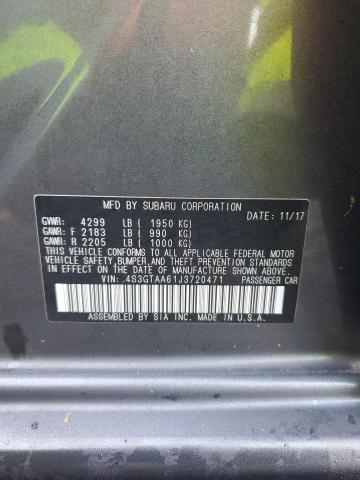 MFD BY SUBARU CORPORATION
DATE: 11/17
GVWR: 4299 LB ( 1950 KG)
GAWR: F 2183 LB ( 990 KG)
GAWR: R 2205 LB ( 1000 KG)
THIS VEHICLE CONFORMS TO ALL APPLICABLE FEDERAL MOTOR
VEHICLE SAFETY,BUMPER,AND THEFT PREVENTION STANDARDS
IN EFFECT ON THE DATE OF MANUFACTURE SHOWN ABOVE.
VIN: 4S3GTAA61J3720471 PASSENGER CAR
ASSEMBLED BY SIA INC. MADE IN U.S.A.